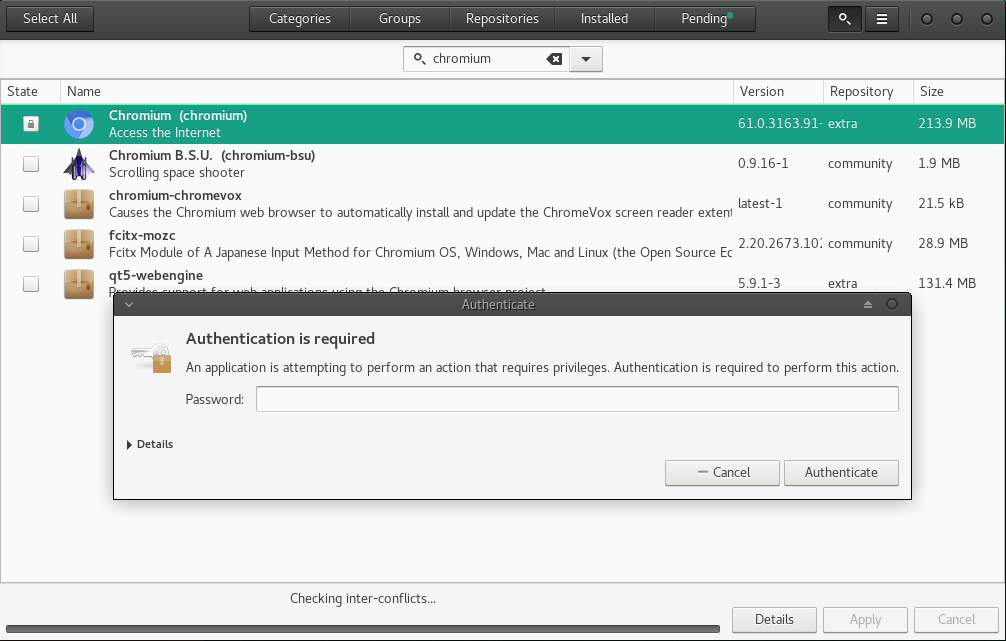 Select All
Categories
Groups
Repositories
Installed
Pending
chromium
State
Name
Version
Repository
Size
Chromium (chromium)
Access the Internet
61.0.3163.91-
extra
213.9 MB
Chromium B.S.U. (chromium-bsu)
Scrolling space shooter
0.9.16-1
community
1.9 MB
chromium-chromevox
Causes the Chromium web browser to automatically install and update the ChromeVox screen reader extent
latest-1
community
21.5 kB
fcitx-mozc
Fcitx Module of A Japanese Input Method for Chromium OS, Windows, Mac and Linux (the Open Source Ed
2.20.2673.102
community
28.9 MB
qt5-webengine
Provides support for web applications using the Chromium browser project
5.9.1-3
extra
131.4 MB
Authenticate
Authentication is required
An application is attempting to perform an action that requires privileges. Authentication is required to perform this action.
Password:
Details
Cancel
Authenticate
Checking inter-conflicts...
Details
Apply
Cancel